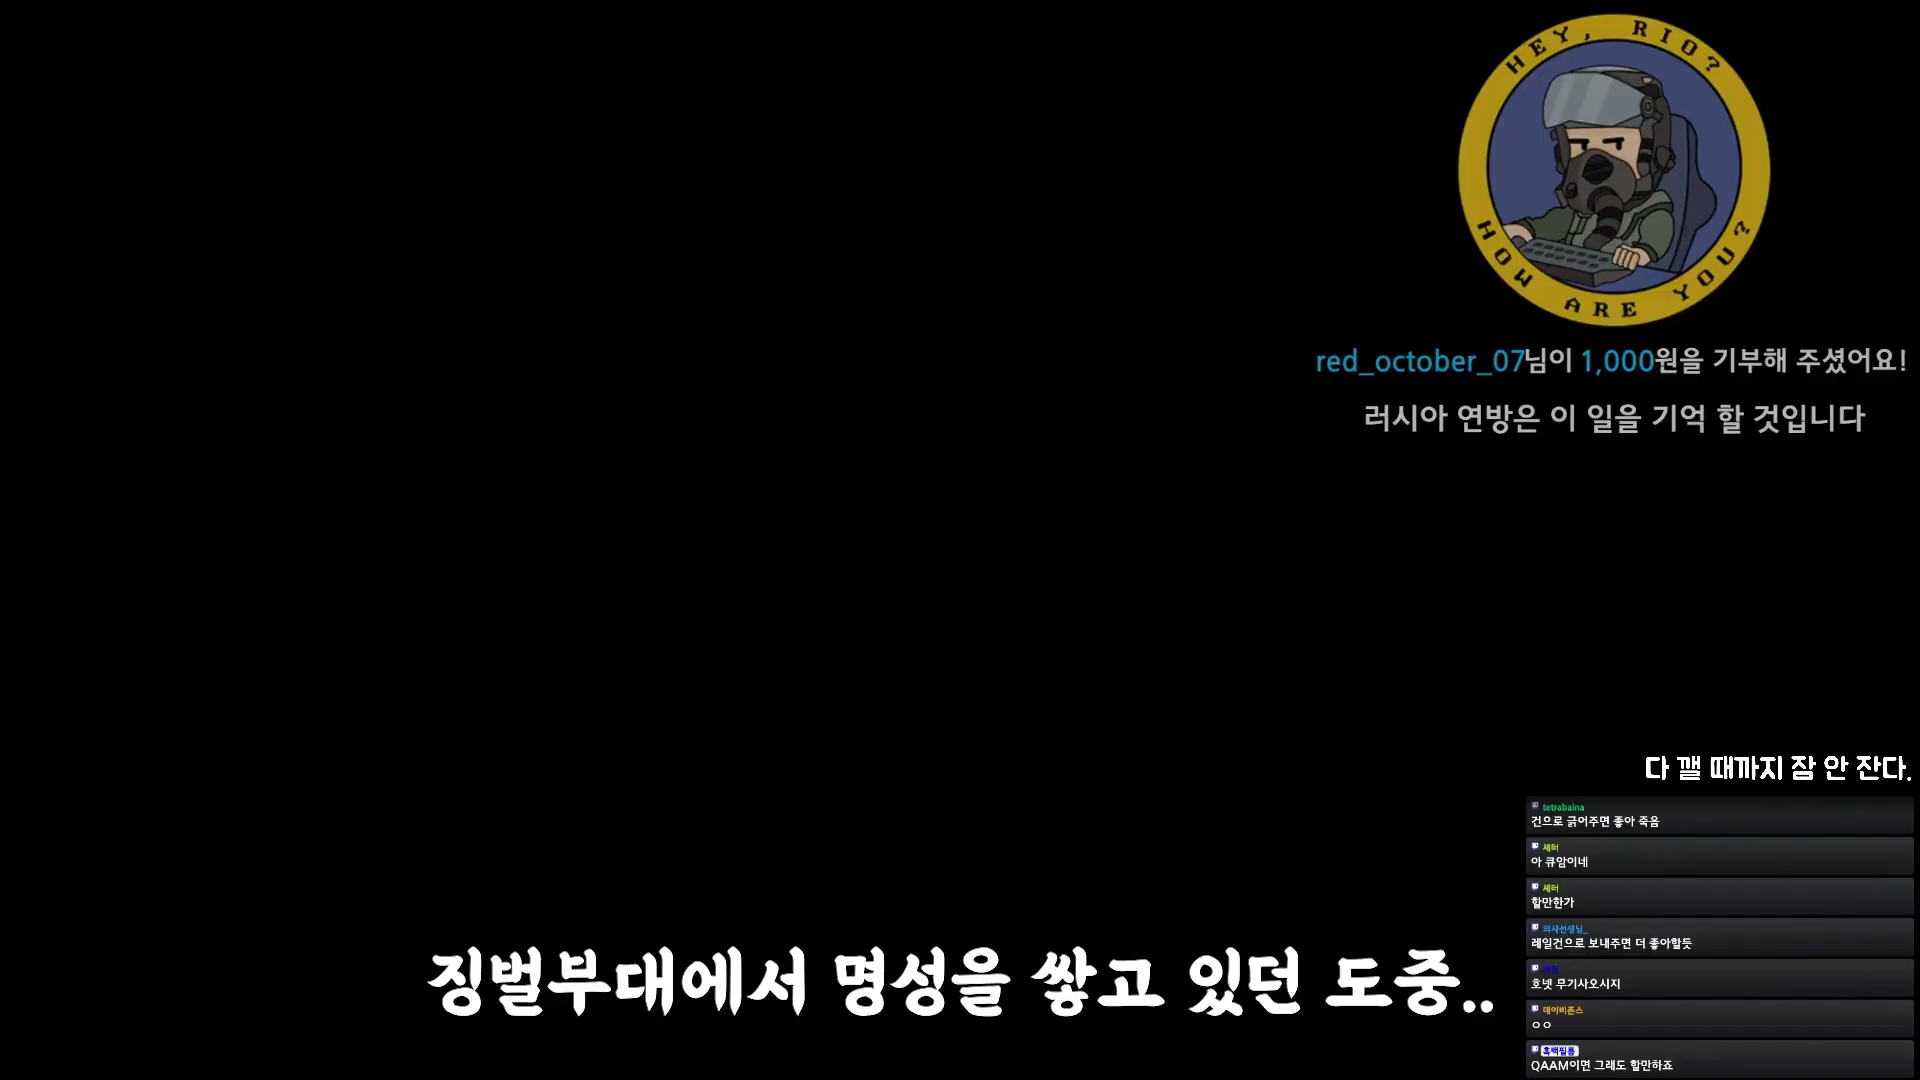 HEY, RIO?
HOW ARE YOU?
red_october_07님이 1,000원을 기부해 주셨어요!
러시아 연방은 이 일을 기억 할 것입니다
다 깰 때까지 잠 안 잔다.
tetrabaina
건으로 긁어주면 좋아 죽음
세터
아 큐암이네
세터
할만한가
의사선생님_
레일건으로 보내주면 더 좋아할듯
호넷 무기사오시지
데이비존스
ㅇㅇ
흑백필름
QAAM이면 그래도 할만하죠
징벌부대에서 명성을 쌓고 있던 도중..